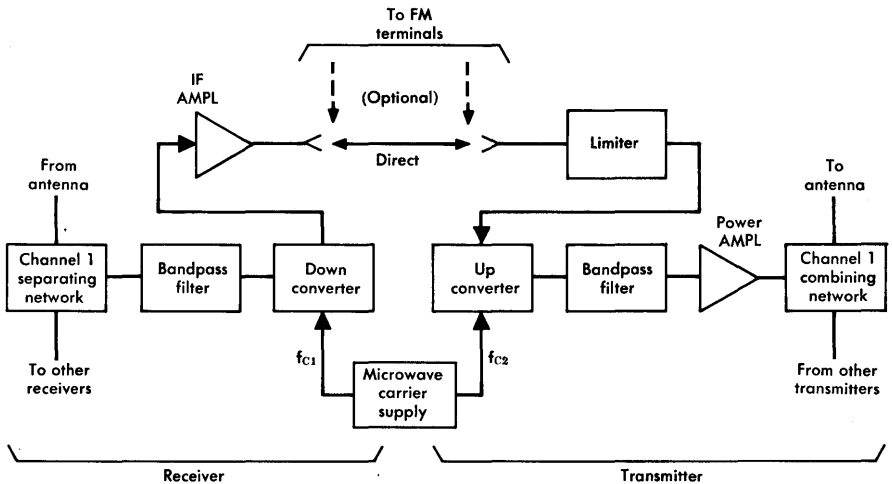 To FM
terminals
IF
AMPL
(Optional)
Direct
Limiter
From
antenna
To
antenna
Power
AMPL
Channel 1
separating
network
Bandpass
filter
Down
converter
Up
converter
Bandpass
filter
Channel 1
combining
network
fC1
fC2
To other
receivers
Microwave
carrier
supply
From other
transmitters
Receiver
Transmitter